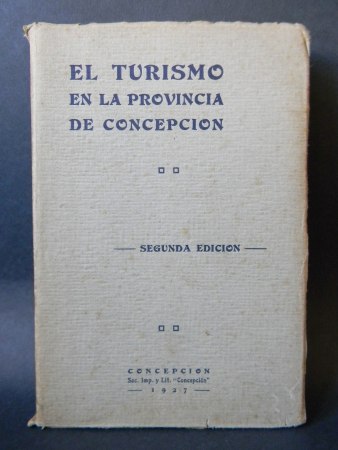 EL TURISMO
EN LA PROVINCIA
DE CONCEPCION
SEGUNDA EDICION
CONCEPCION
Soc. Imp. y Lit. "Concepción"
1927